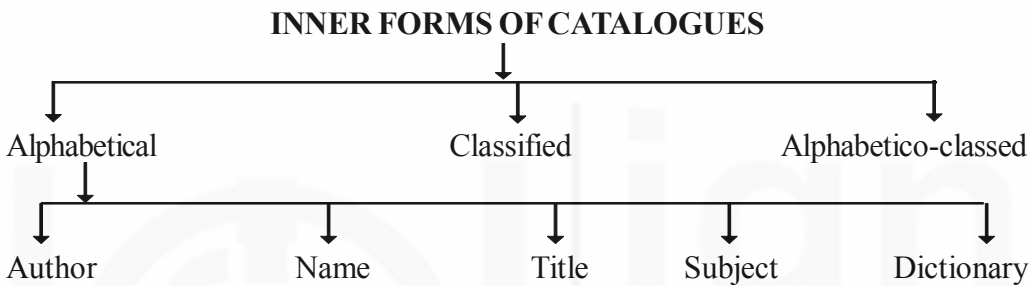 INNER FORMS OF CATALOGUES
Alphabetical Classified Alphabetico-classed
Author Name Title Subject Dictionary